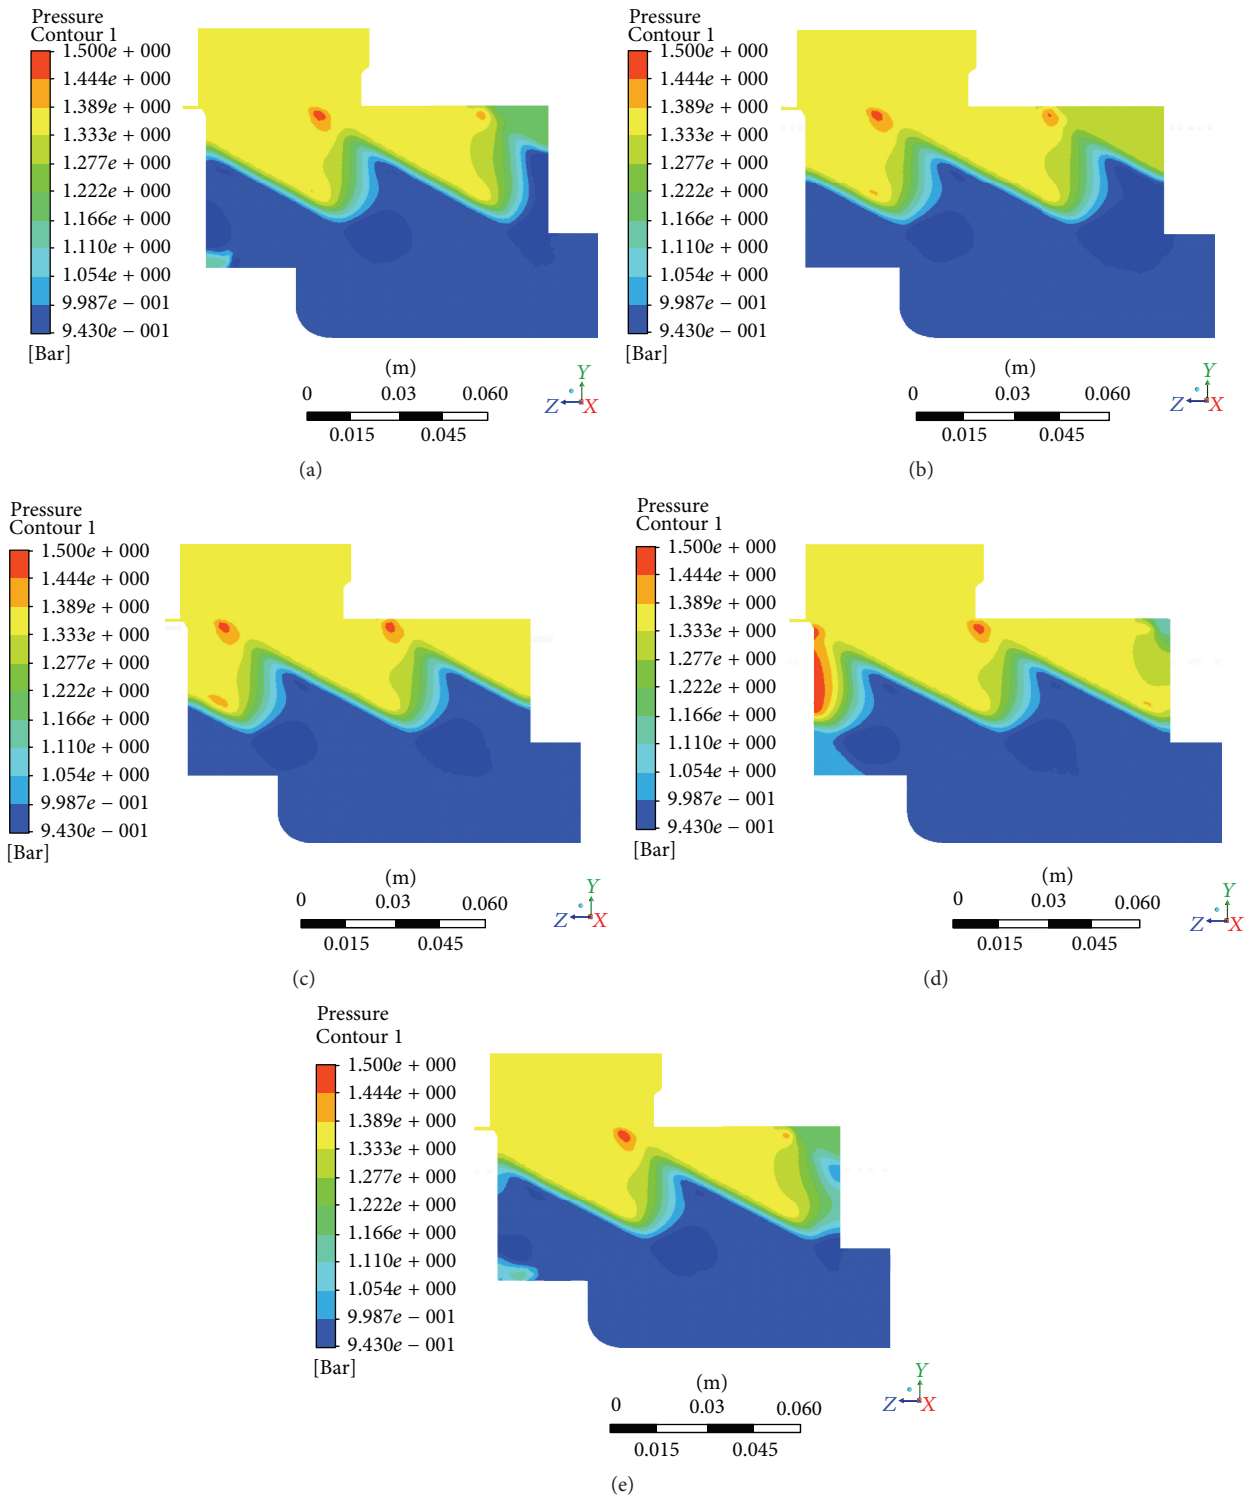 Pressure
Contour 1
1.500e + 000
1.444e + 000
1.389e + 000
1.333e + 000
1.277e + 000
1.222e + 000
1.166e + 000
1.110e + 000
1.054e + 000
9.987e − 001
9.430e − 001
[Bar]
(m)
0 0.03 0.060
0.015 0.045
Y
Z X
(a)
Pressure
Contour 1
1.500e + 000
1.444e + 000
1.389e + 000
1.333e + 000
1.277e + 000
1.222e + 000
1.166e + 000
1.110e + 000
1.054e + 000
9.987e − 001
9.430e − 001
[Bar]
(m)
0 0.03 0.060
0.015 0.045
Y
Z X
(b)
Pressure
Contour 1
1.500e + 000
1.444e + 000
1.389e + 000
1.333e + 000
1.277e + 000
1.222e + 000
1.166e + 000
1.110e + 000
1.054e + 000
9.987e − 001
9.430e − 001
[Bar]
(m)
0 0.03 0.060
0.015 0.045
Y
Z X
(c)
Pressure
Contour 1
1.500e + 000
1.444e + 000
1.389e + 000
1.333e + 000
1.277e + 000
1.222e + 000
1.166e + 000
1.110e + 000
1.054e + 000
9.987e − 001
9.430e − 001
[Bar]
(m)
0 0.03 0.060
0.015 0.045
Y
Z X
(d)
Pressure
Contour 1
1.500e + 000
1.444e + 000
1.389e + 000
1.333e + 000
1.277e + 000
1.222e + 000
1.166e + 000
1.110e + 000
1.054e + 000
9.987e − 001
9.430e − 001
[Bar]
(m)
0 0.03 0.060
0.015 0.045
Y
Z X
(e)